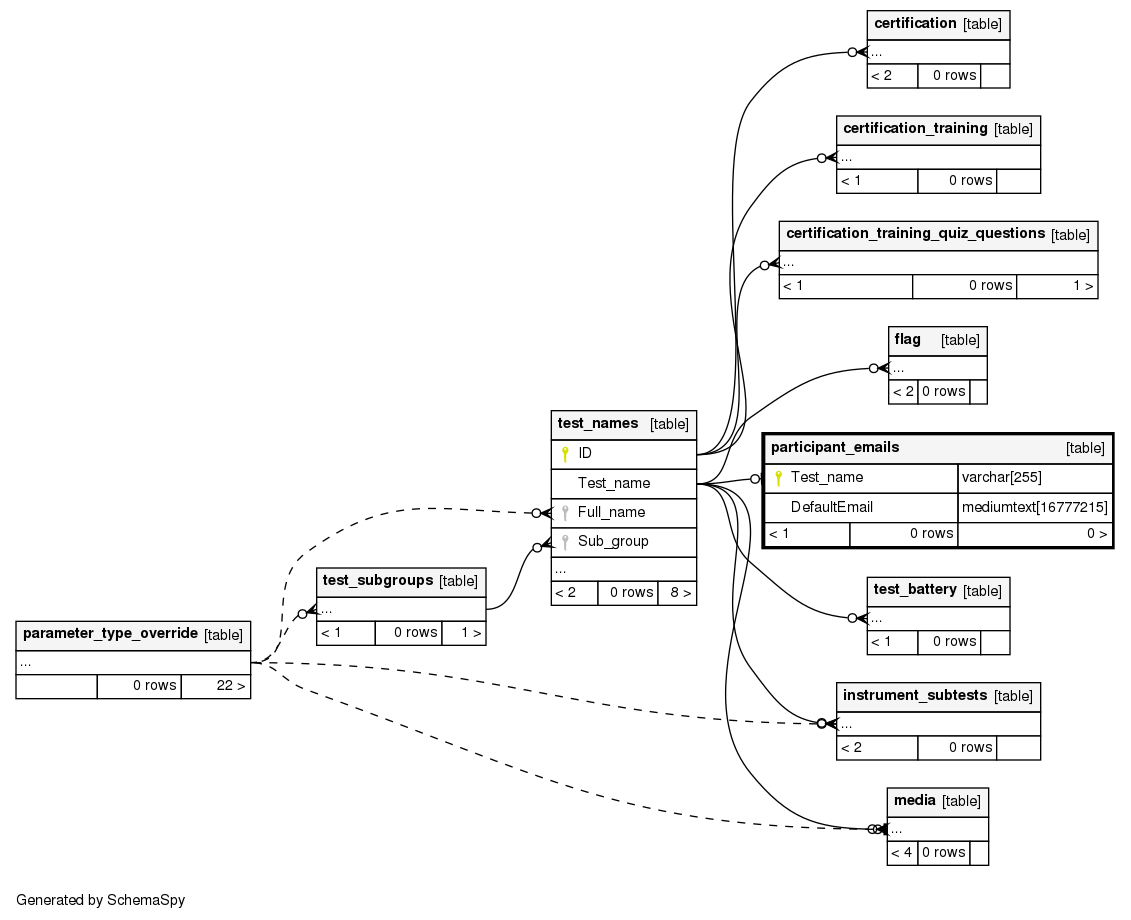 certification [table]
...
< 2 0 rows
certification_training [table]
...
< 1 0 rows
certification_training_quiz_questions [table]
...
< 1 0 rows 1 >
flag [table]
...
< 2 0 rows
test_names [table]
ID
Test_name
Full_name
Sub_group
...
< 2 0 rows 8 >
participant_emails [table]
Test_name varchar[255]
DefaultEmail mediumtext[16777215]
< 1 0 rows 0 >
test_subgroups [table]
...
< 1 0 rows 1 >
test_battery [table]
...
< 1 0 rows
parameter_type_override [table]
...
0 rows 22 >
instrument_subtests [table]
...
< 2 0 rows
media [table]
...
< 4 0 rows
Generated by SchemaSpy